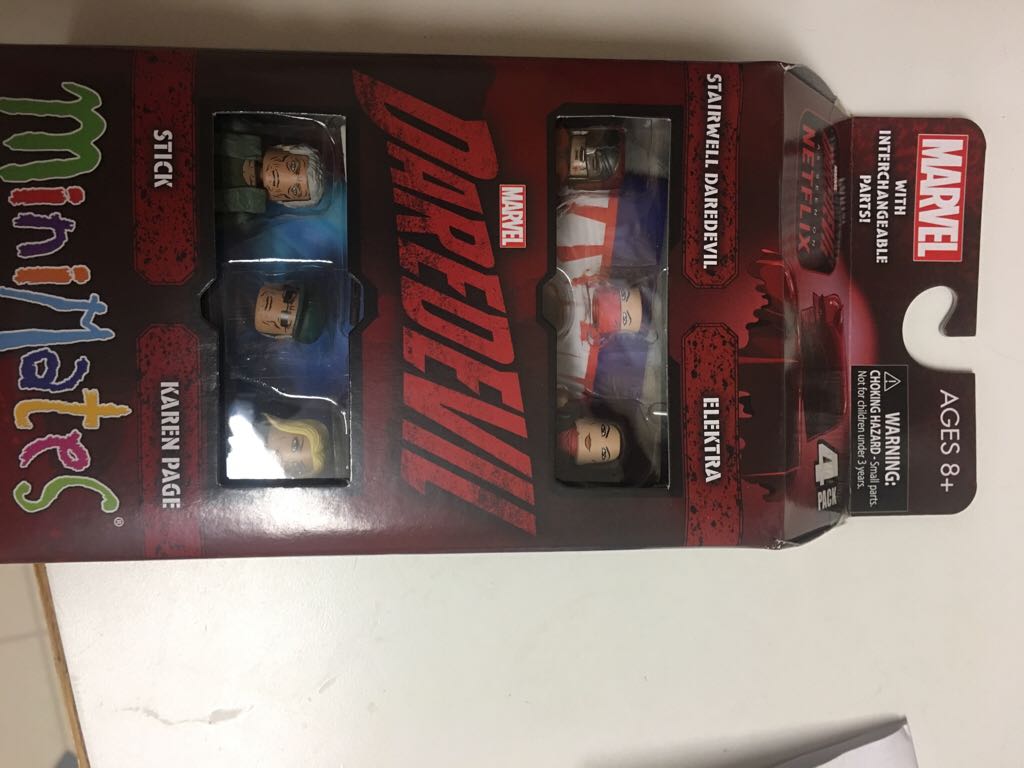 MARVEL
WITH
INTERCHANGEABLE
PARTS!
AGES 8+
WARNING:
CHOKING HAZARD - Small parts.
Not for children under 3 years.
NETFLIX
4
PACK
STAIRWELL DAREDEVIL
ELEKTRA
MARVEL
DAREDEVIL
STICK
KAREN PAGE
MiniMates®